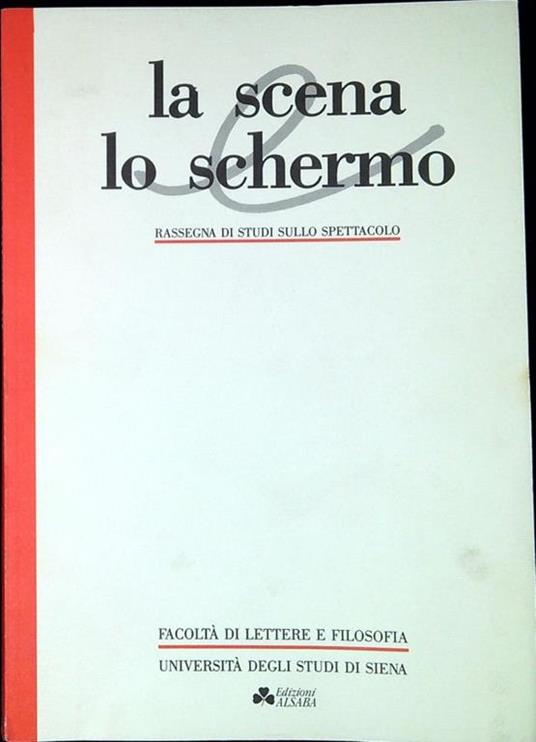 la scena
e
lo schermo
RASSEGNA DI STUDI SULLO SPETTACOLO
FACOLTÀ DI LETTERE E FILOSOFIA
UNIVERSITÀ DEGLI STUDI DI SIENA
Edizioni
ALSABA